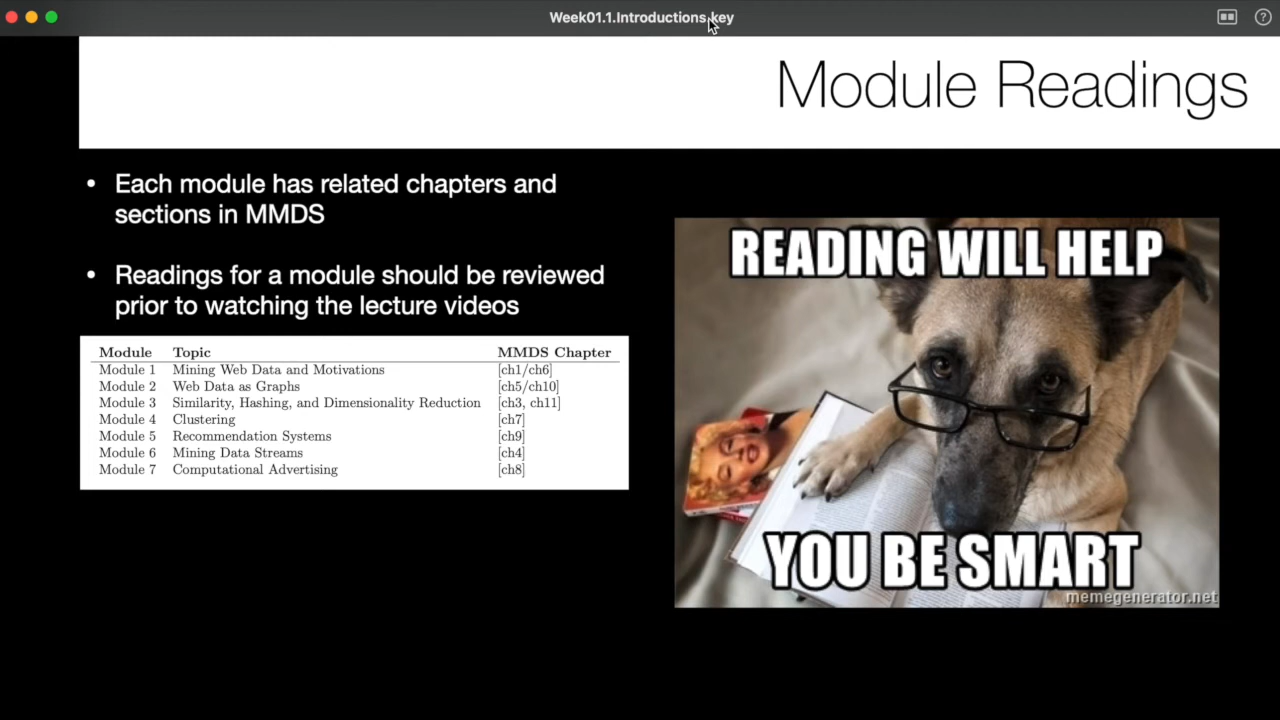 Week01.1.Introductions.key
Module Readings
• Each module has related chapters and
sections in MMDS
• Readings for a module should be reviewed
prior to watching the lecture videos
Module Topic MMDS Chapter
Module 1 Mining Web Data and Motivations [ch1/ch6]
Module 2 Web Data as Graphs [ch5/ch10]
Module 3 Similarity, Hashing, and Dimensionality Reduction [ch3, ch11]
Module 4 Clustering [ch7]
Module 5 Recommendation Systems [ch9]
Module 6 Mining Data Streams [ch4]
Module 7 Computational Advertising [ch8]
READING WILL HELP
YOU BE SMART
memegenerator.net